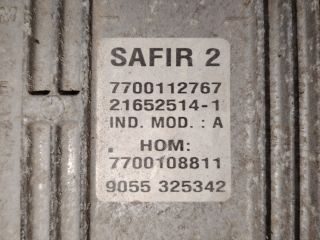 SAFIR 2
7700112767
21652514-1
IND. MOD. : A
HOM:
7700108811
9055 325342